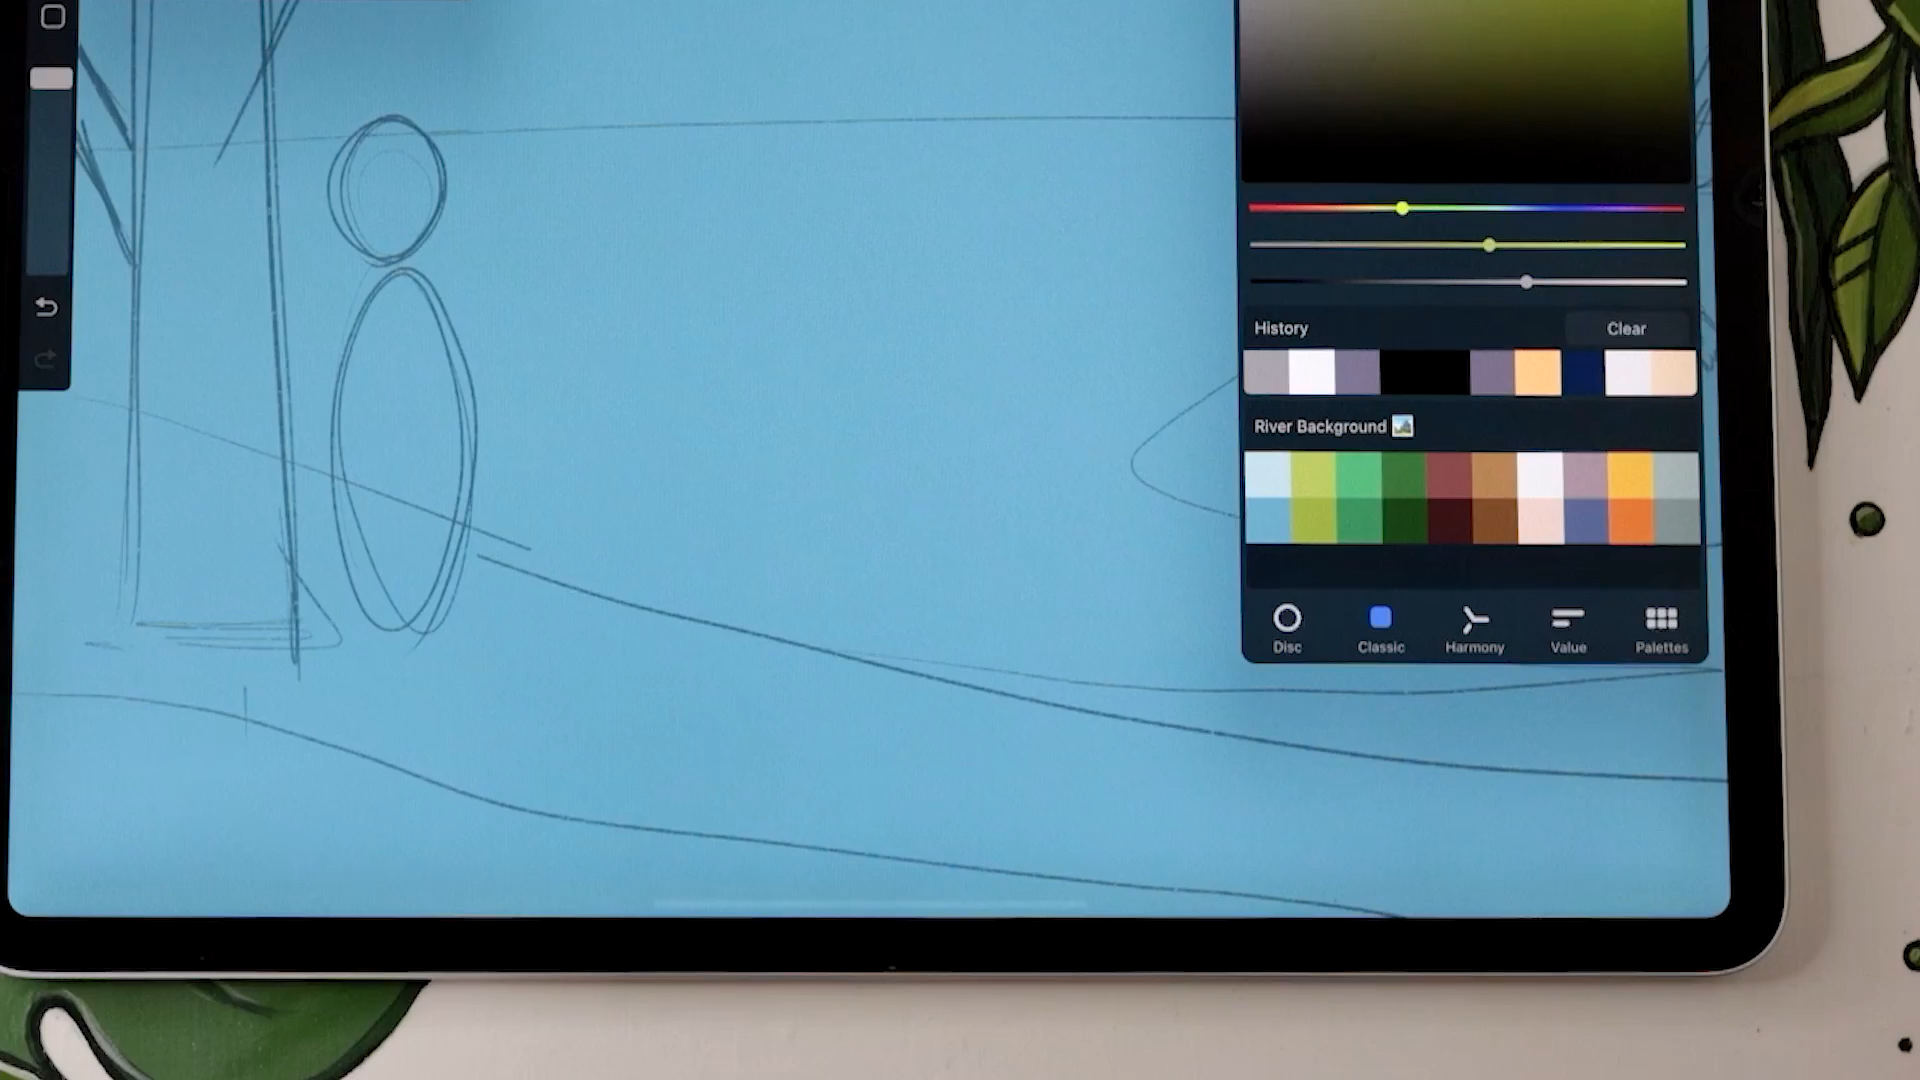 History
Clear
River Background
Disc
Classic
Harmony
Value
Palettes